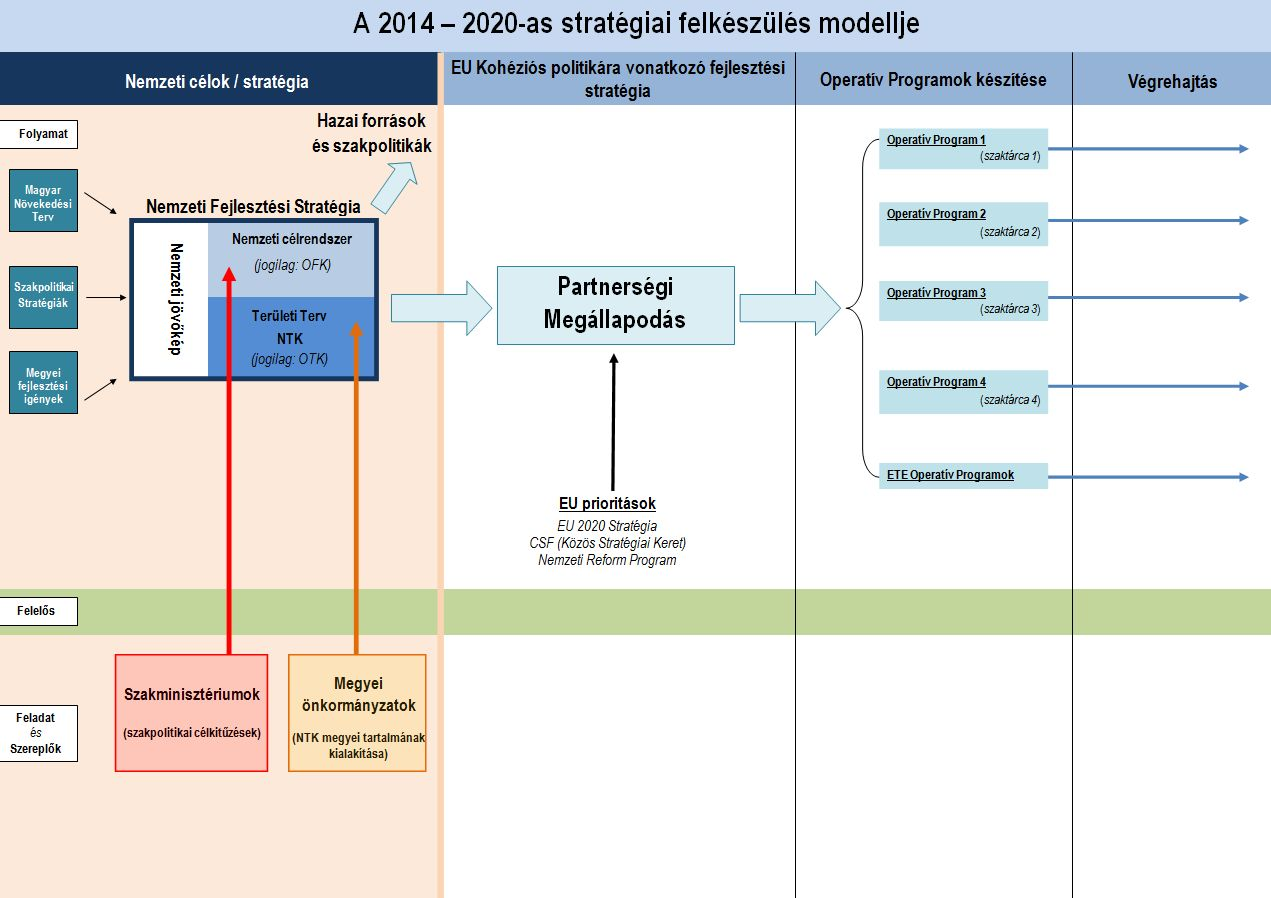 A 2014 – 2020-as stratégiai felkészülés modellje
Nemzeti célok / stratégia
EU Kohéziós politikára vonatkozó fejlesztési
stratégia
Operatív Programok készítése
Végrehajtás
Folyamat
Hazai források
és szakpolitikák
Magyar
Növekedési
Terv
Szakpolitikai
Stratégiák
Megyei
fejlesztési
igények
Nemzeti Fejlesztési Stratégia
Nemzeti jövőkép
Nemzeti célrendszer
(jogilag: OFK)
Területi Terv
NTK
(jogilag: OTK)
Partnerségi
Megállapodás
EU prioritások
EU 2020 Stratégia
CSF (Közös Stratégiai Keret)
Nemzeti Reform Program
Operatív Program 1
(szaktárca 1)
Operatív Program 2
(szaktárca 2)
Operatív Program 3
(szaktárca 3)
Operatív Program 4
(szaktárca 4)
ETE Operatív Programok
Felelős
Feladat
és
Szereplők
Szakminisztériumok
(szakpolitikai célkitűzések)
Megyei
önkormányzatok
(NTK megyei tartalmának
kialakítása)